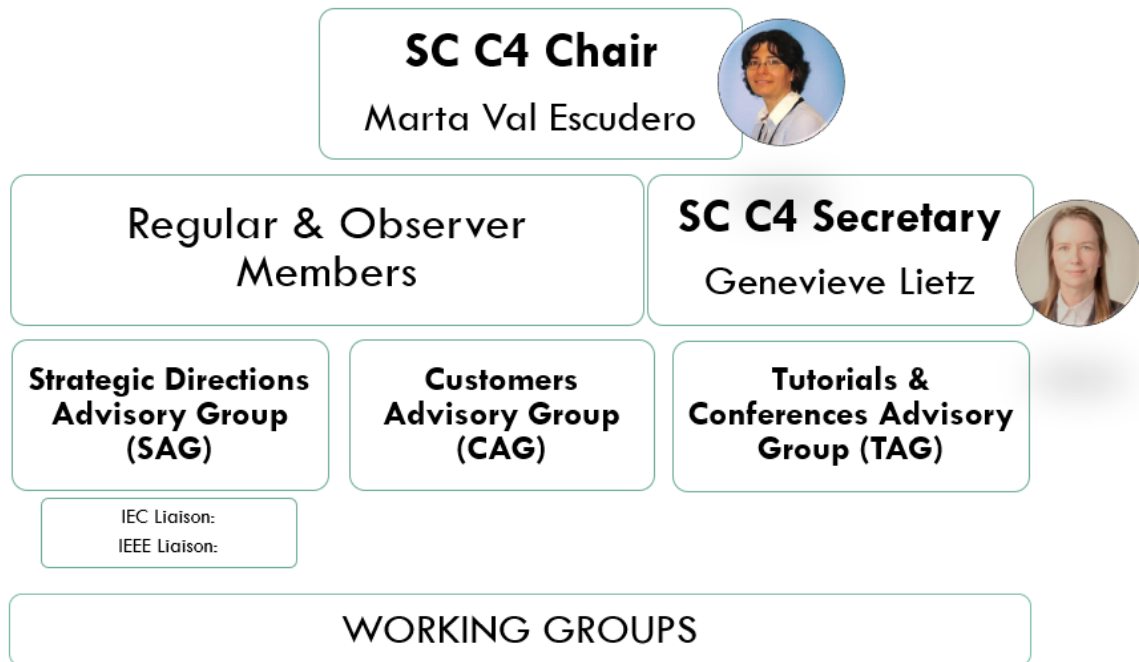 SC C4 Chair
Marta Val Escudero
Regular & Observer
Members
SC C4 Secretary
Genevieve Lietz
Strategic Directions
Advisory Group
(SAG)
Customers
Advisory Group
(CAG)
Tutorials &
Conferences Advisory
Group (TAG)
IEC Liaison:
IEEE Liaison:
WORKING GROUPS